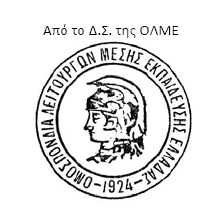 Από το Δ.Σ. της ΟΛΜΕ
ΟΜΟΣΠΟΝΔΙΑ ΛΕΙΤΟΥΡΓΩΝ ΜΕΣΗΣ ΕΚΠΑΙΔΕΥΣΗΣ ΕΛΛΑΔΑΣ
-1924-